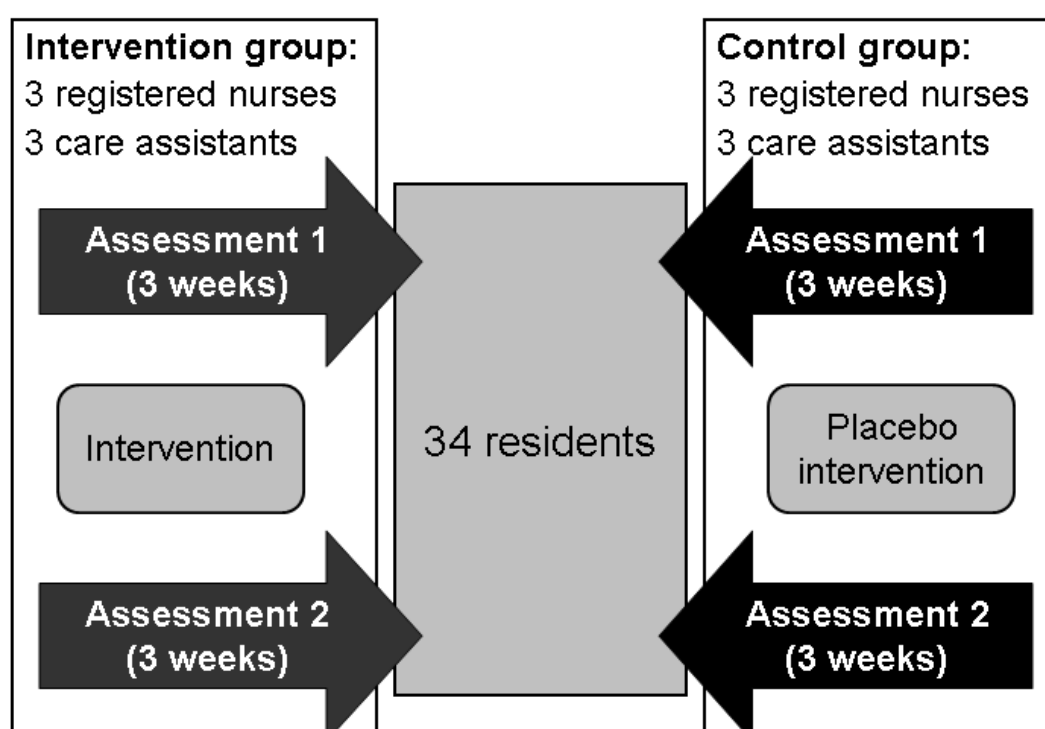 Intervention group:
3 registered nurses
3 care assistants
Assessment 1
(3 weeks)
Intervention
Assessment 2
(3 weeks)
34 residents
Control group:
3 registered nurses
3 care assistants
Assessment 1
(3 weeks)
Placebo
intervention
Assessment 2
(3 weeks)